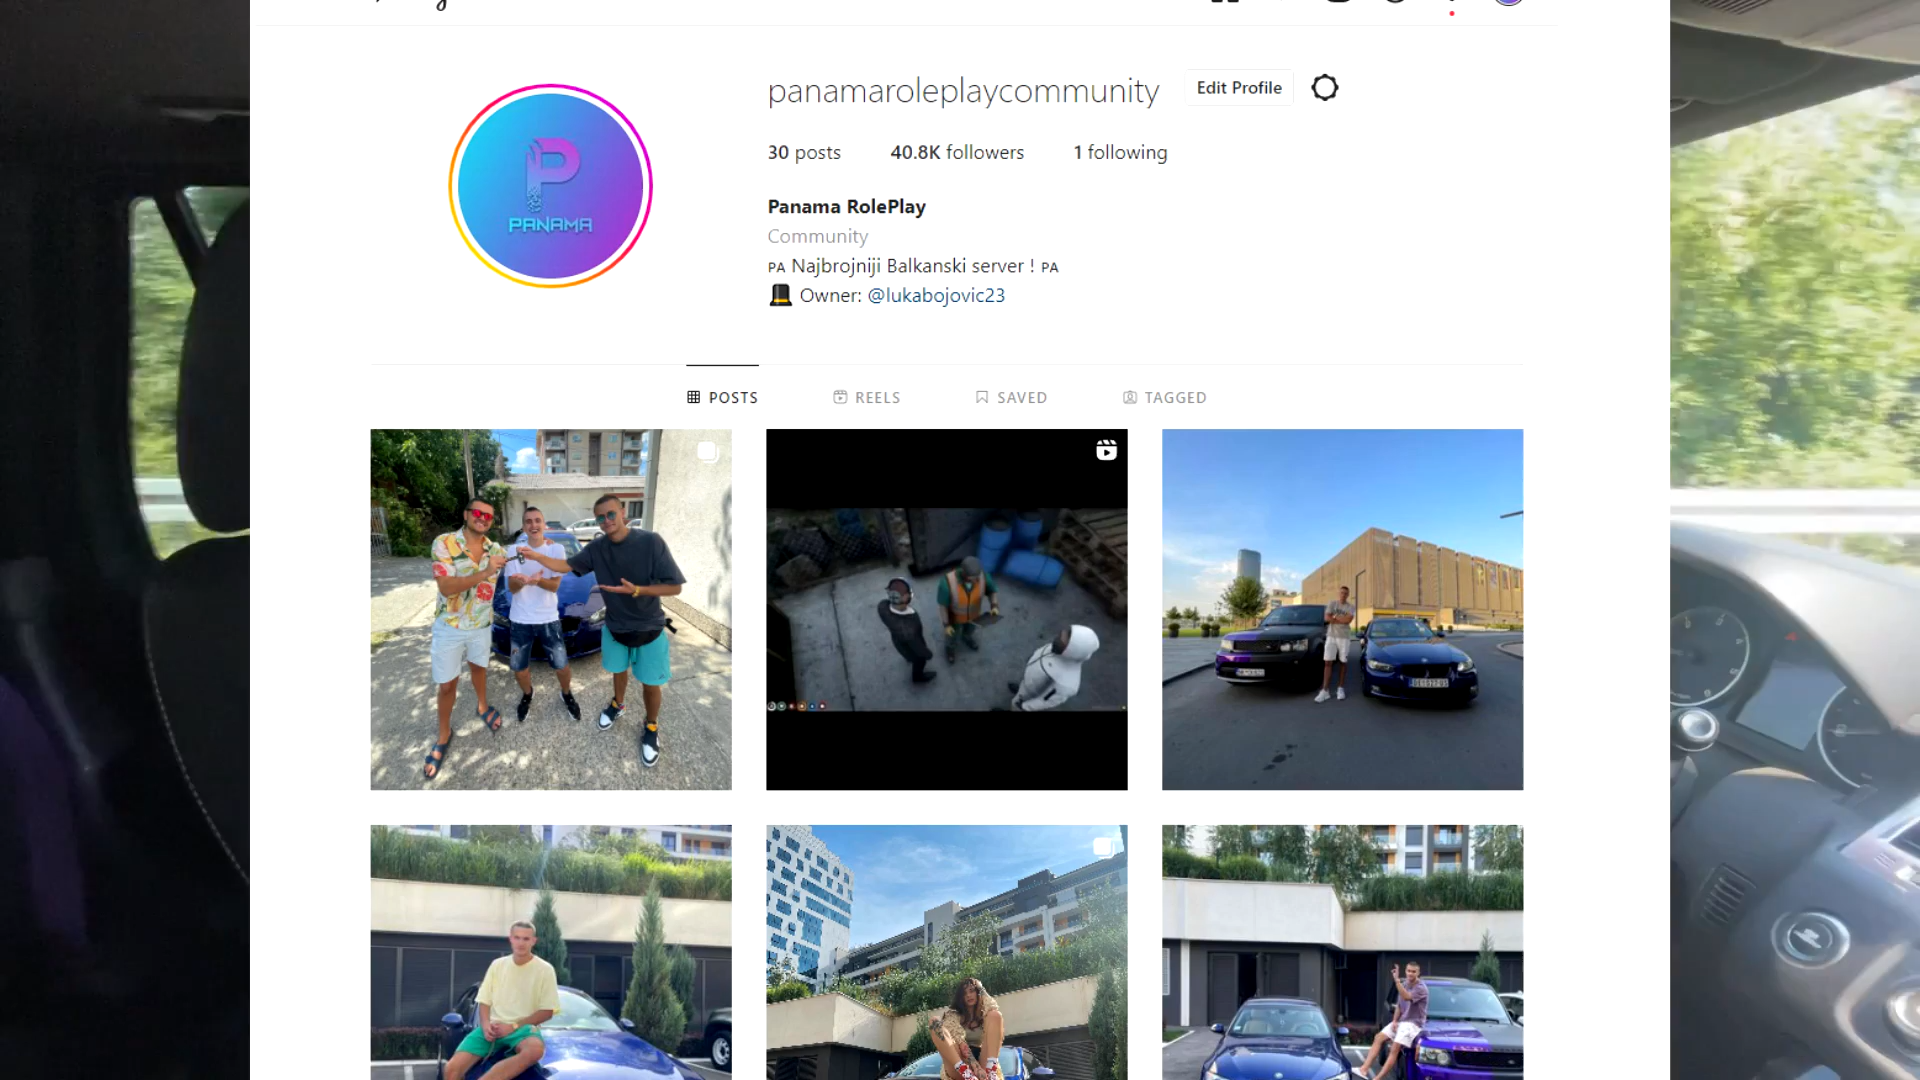 panamaroleplaycommunity
Edit Profile
30 posts
40.8K followers
1 following
PANAMA
Panama RolePlay
Community
PA Najbrojniji Balkanski server ! PA
Owner: @lukabojovic23
POSTS
REELS
SAVED
TAGGED